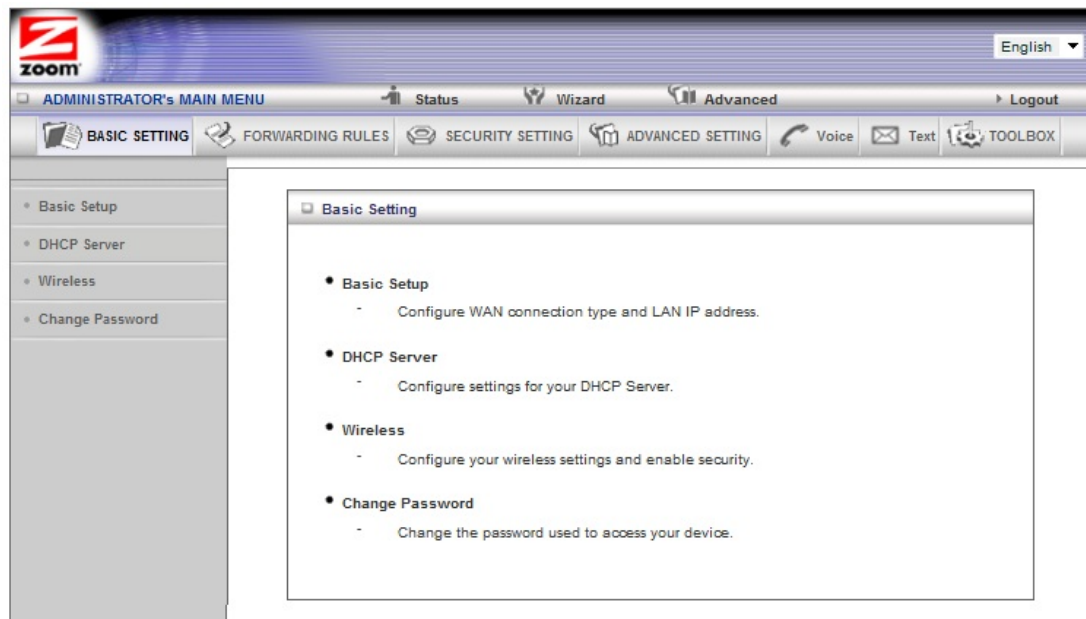 Z
zoom
English
ADMINISTRATOR's MAIN MENU Status Wizard Advanced Logout
BASIC SETTING FORWARDING RULES SECURITY SETTING ADVANCED SETTING Voice Text TOOLBOX
Basic Setup
DHCP Server
Wireless
Change Password
Basic Setting
Basic Setup
- Configure WAN connection type and LAN IP address.
DHCP Server
- Configure settings for your DHCP Server.
Wireless
- Configure your wireless settings and enable security.
Change Password
- Change the password used to access your device.